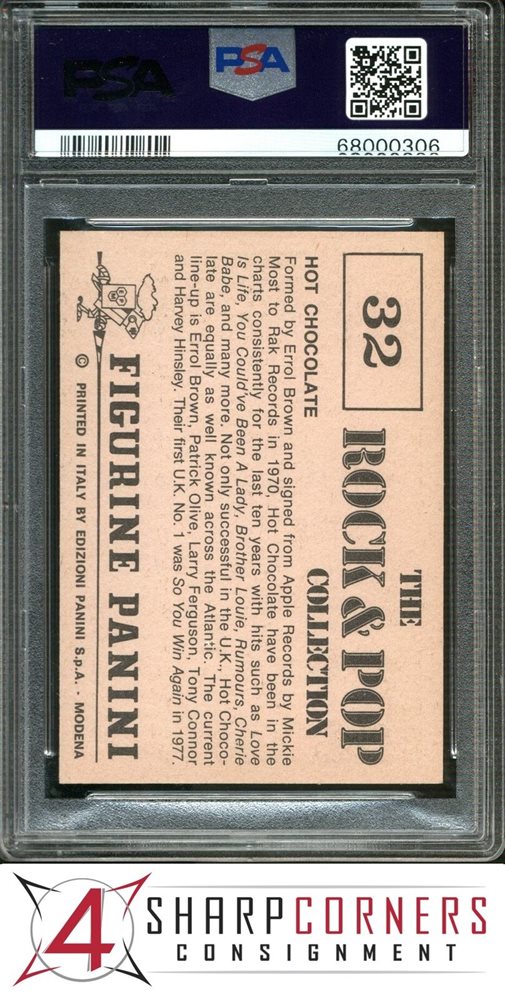 PSA
PSA
68000306
32
THE
ROCK & POP
COLLECTION
HOT CHOCOLATE
Formed by Errol Brown and signed from Apple Records by Mickie
Most to Rak Records in 1970, Hot Chocolate have been in the
charts consistently for the last ten years with hits such as Love
Is Life, You Could've Been A Lady, Brother Louie, Rumours, Cherie
Babe, and many more. Not only successful in the U.K., Hot Choco-
late are equally as well known across the Atlantic. The current
line-up is Errol Brown, Patrick Olive, Larry Ferguson, Tony Connor
and Harvey Hinsley. Their first U.K. No. 1 was So You Win Again in 1977.
FIGURINE PANINI
© PRINTED IN ITALY BY EDIZIONI PANINI S.p.A. - MODENA
4
SHARPCORNERS
CONSIGNMENT